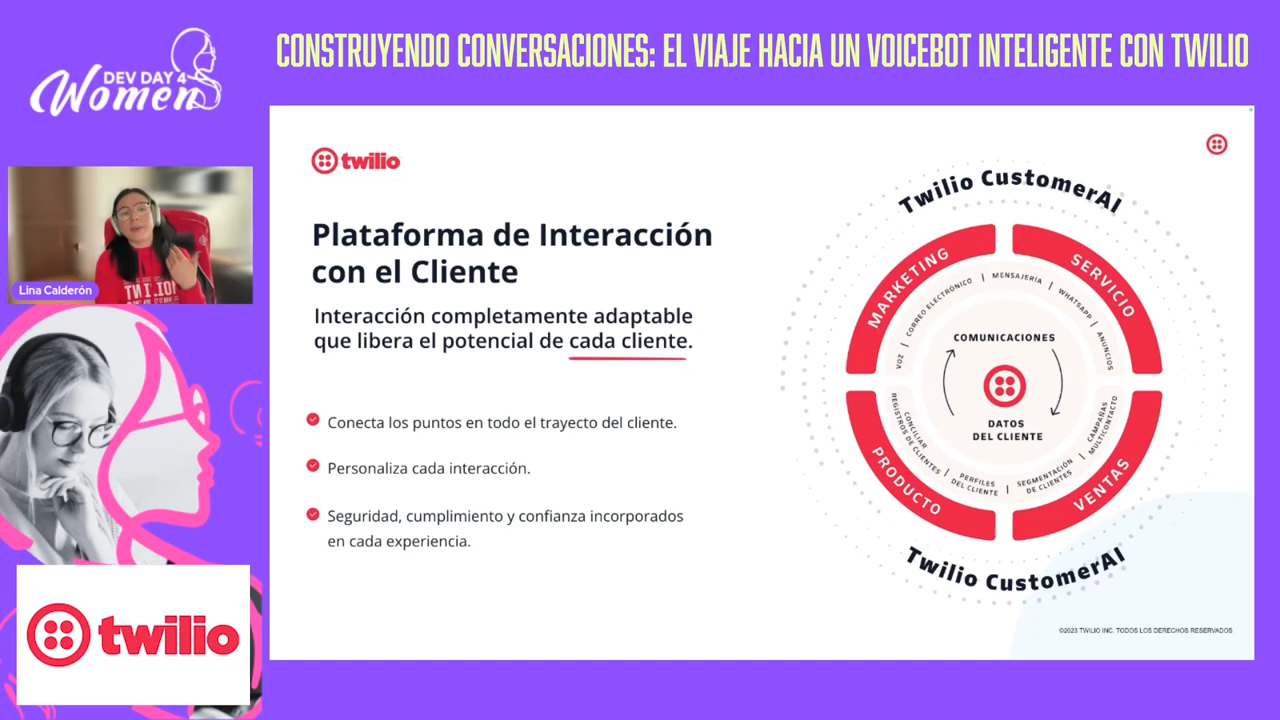 CONSTRUYENDO CONVERSACIONES: EL VIAJE HACIA UN VOICEBOT INTELIGENTE CON TWILIO
DEV DAY 4
Women
Lina Calderón
TWILION
twilio
twilio
Plataforma de Interacción
con el Cliente
Interacción completamente adaptable
que libera el potencial de cada cliente.
Conecta los puntos en todo el trayecto del cliente.
Personaliza cada interacción.
Seguridad, cumplimiento y confianza incorporados
en cada experiencia.
Twilio CustomerAI
MARKETING
SERVICIO
VOZ | CORREO ELECTRÓNICO | MENSAJERÍA | WHATSAPP | ANUNCIOS
COMUNICACIONES
DATOS
DEL CLIENTE
CONCILIAR
REGISTROS DE CLIENTES
| PERFILES
DEL CLIENTE
| SEGMENTACIÓN
DE CLIENTES
| CAMPAÑAS
MULTICONTACTO
PRODUCTO
VENTAS
Twilio CustomerAI
©2023 TWILIO INC. TODOS LOS DERECHOS RESERVADOS